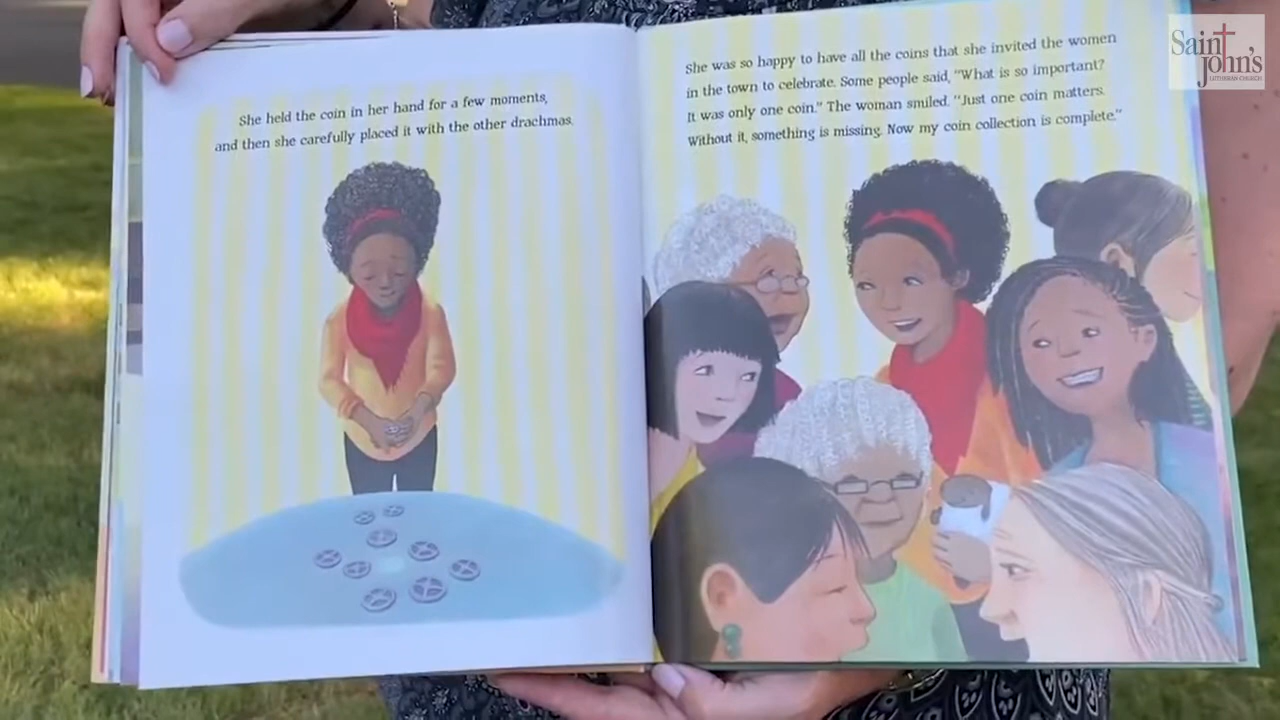 She held the coin in her hand for a few moments,
and then she carefully placed it with the other drachmas.
She was so happy to have all the coins that she invited the women
in the town to celebrate. Some people said, "What is so important?
It was only one coin." The woman smiled. "Just one coin matters.
Without it, something is missing. Now my coin collection is complete."
Saint
John's
LUTHERAN CHURCH